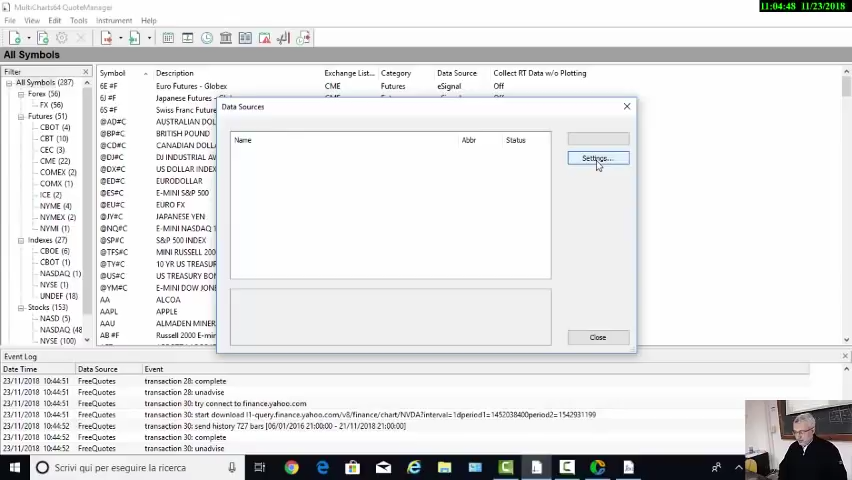 MultiCharts64 QuoteManager
11:04:48 11/23/2018
File View Edit Tools Instrument Help
All Symbols
Filter
All Symbols (287)
Forex (56)
FX (56)
Futures (51)
CBOT (4)
CBT (10)
CEC (3)
CME (22)
COMEX (2)
COMX (1)
ICE (2)
NYME (4)
NYMEX (2)
NYMI (1)
Indexes (27)
CBOE (6)
CBOT (1)
NASDAQ (1)
NYSE (1)
UNDEF (18)
Stocks (153)
NASD (5)
NASDAQ (48
NYSE (100)
Symbol Description Exchange List... Category Data Source Collect RT Data w/o Plotting
6E #F Euro Futures - Globex CME Futures eSignal Off
6J #F Japanese Futures - Glob CME Futures eSignal Off
6S #F Swiss Franc Futures
@AD#C AUSTRALIAN DOL
@BP#C BRITISH POUND
@CD#C CANADIAN DOLL
@DJ#C DJ INDUSTRIAL AV
@DX#C US DOLLAR INDEX
@ED#C EURODOLLAR
@ES#C E-MINI S&P 500
@EU#C EURO FX
@JY#C JAPANESE YEN
@NQ#C E-MINI NASDAQ 1
@SP#C S&P 500 INDEX
@TFS#C MINI RUSSELL 200
@TY#C 10 YR US TREASUR
@US#C US TREASURY BON
@YM#C E-MINI DOW JONE
AA ALCOA
AAPL APPLE
AAU ALMADEN MINER
AB #F Russell 2000 E-mir
Data Sources
Name Abbr Status
Settings...
Close
Event Log
Date Time Data Source Event
23/11/2018 10:44:51 FreeQuotes transaction 28: complete
23/11/2018 10:44:51 FreeQuotes transaction 28: unadvise
23/11/2018 10:44:51 FreeQuotes transaction 30: try connect to finance.yahoo.com
23/11/2018 10:44:51 FreeQuotes transaction 30: start download l1-query.finance.yahoo.com/v8/finance/chart/NVDA?interval=1dperiod1=1452038400period2=1542931199
23/11/2018 10:44:52 FreeQuotes transaction 30: send history 727 bars [06/01/2016 21:00:00 - 21/11/2018 21:00:00]
23/11/2018 10:44:52 FreeQuotes transaction 30: complete
23/11/2018 10:44:52 FreeQuotes transaction 30: unadvise
Scrivi qui per eseguire la ricerca